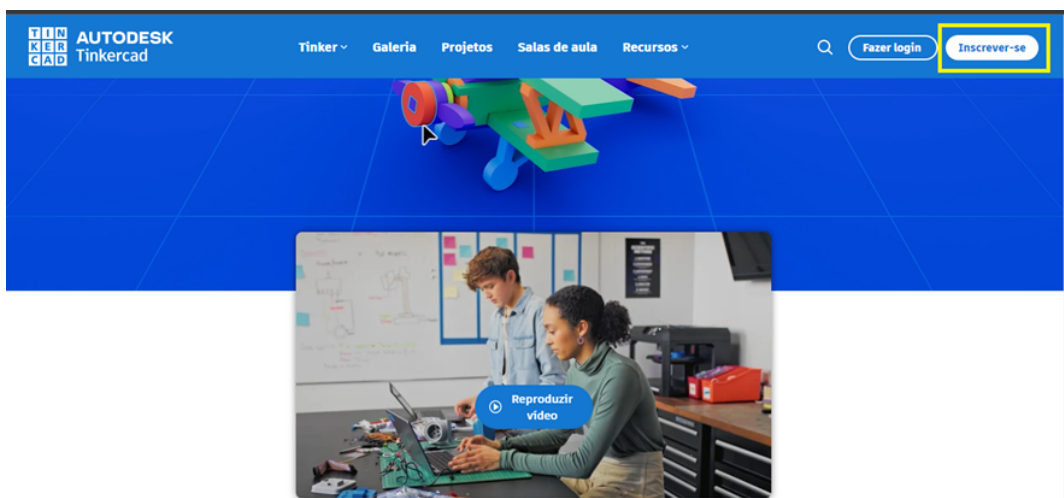 TIN
KER
CAD
AUTODESK
Tinkercad
Tinker
Galeria
Projetos
Salas de aula
Recursos
Fazer login
Inscrever-se
Reproduzir
vídeo